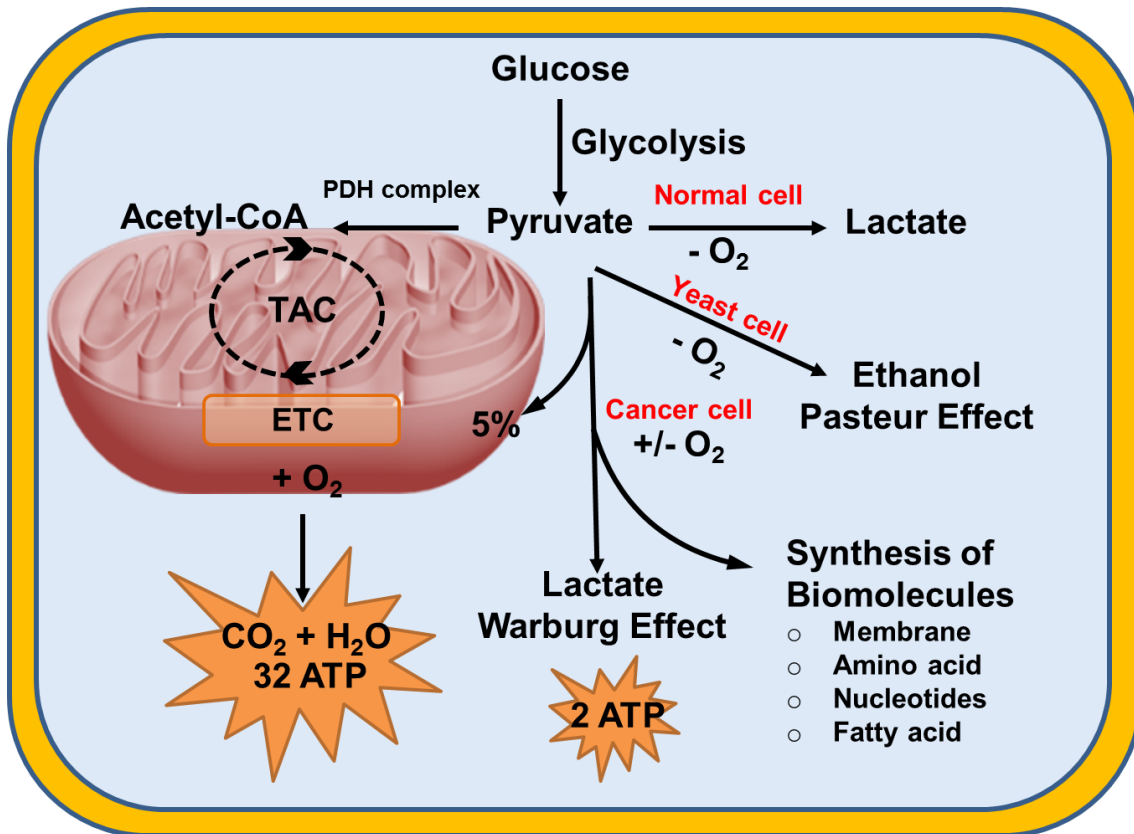 Glucose
Glycolysis
PDH complex
Normal cell
Acetyl-CoA
Pyruvate
Lactate
- O₂
Yeast cell
- O₂
TAC
ETC
+ O₂
5%
Cancer cell
+/- O₂
Ethanol
Pasteur Effect
CO₂ + H₂O
32 ATP
Lactate
Warburg Effect
2 ATP
Synthesis of
Biomolecules
○ Membrane
○ Amino acid
○ Nucleotides
○ Fatty acid